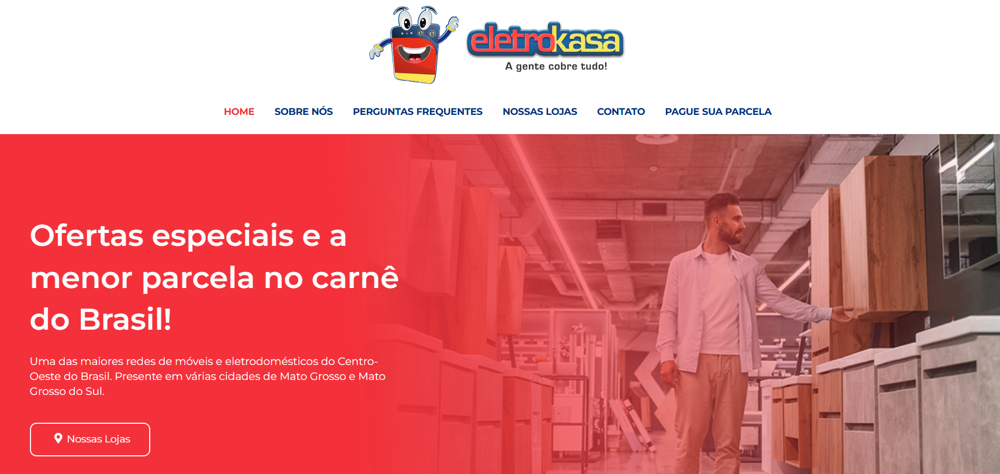 eletrokasa
A gente cobre tudo!
HOME SOBRE NÓS PERGUNTAS FREQUENTES NOSSAS LOJAS CONTATO PAGUE SUA PARCELA
Ofertas especiais e a
menor parcela no carnê
do Brasil!
Uma das maiores redes de móveis e eletrodomésticos do Centro-
Oeste do Brasil. Presente em várias cidades de Mato Grosso e Mato
Grosso do Sul.
Nossas Lojas